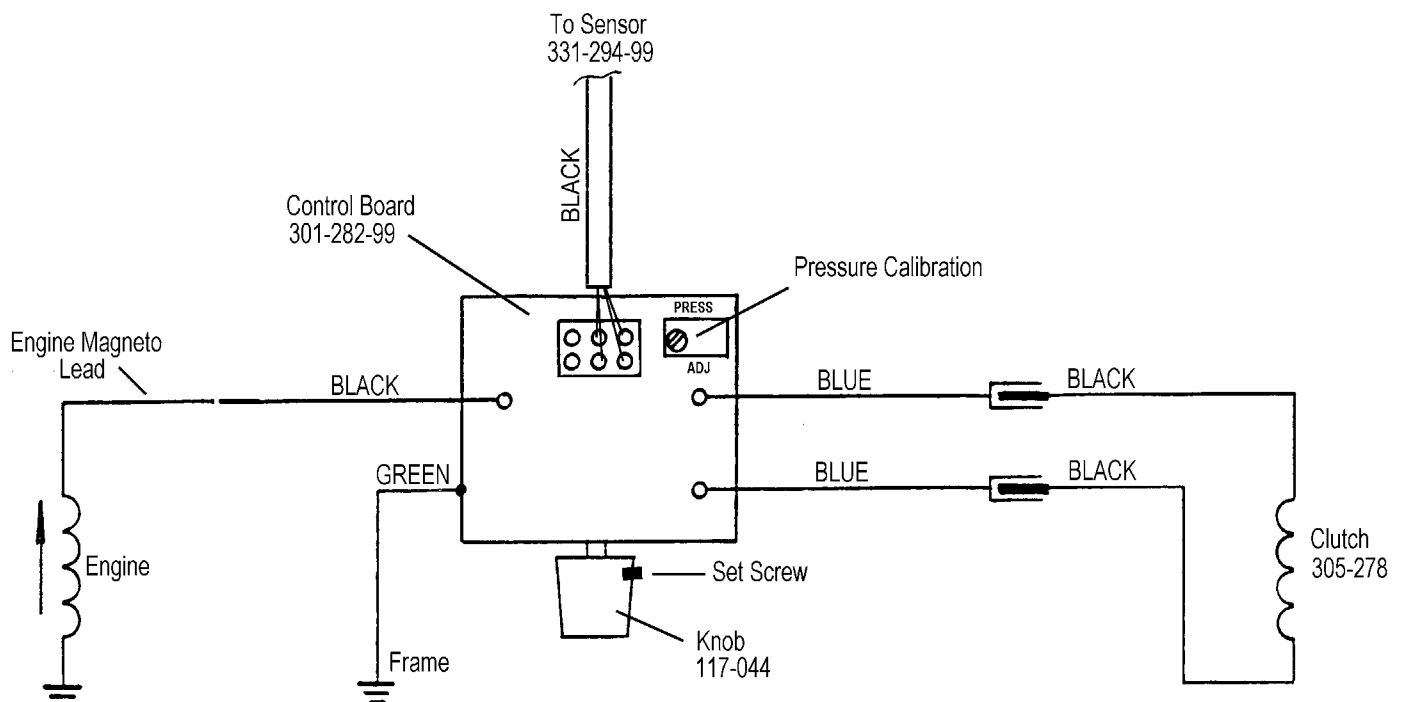 To Sensor
331-294-99
BLACK
Control Board
301-282-99
Pressure Calibration
PRESS
ADJ
Engine Magneto
Lead
BLACK
BLUE
BLACK
GREEN
BLUE
BLACK
Engine
Set Screw
Clutch
305-278
Knob
117-044
Frame